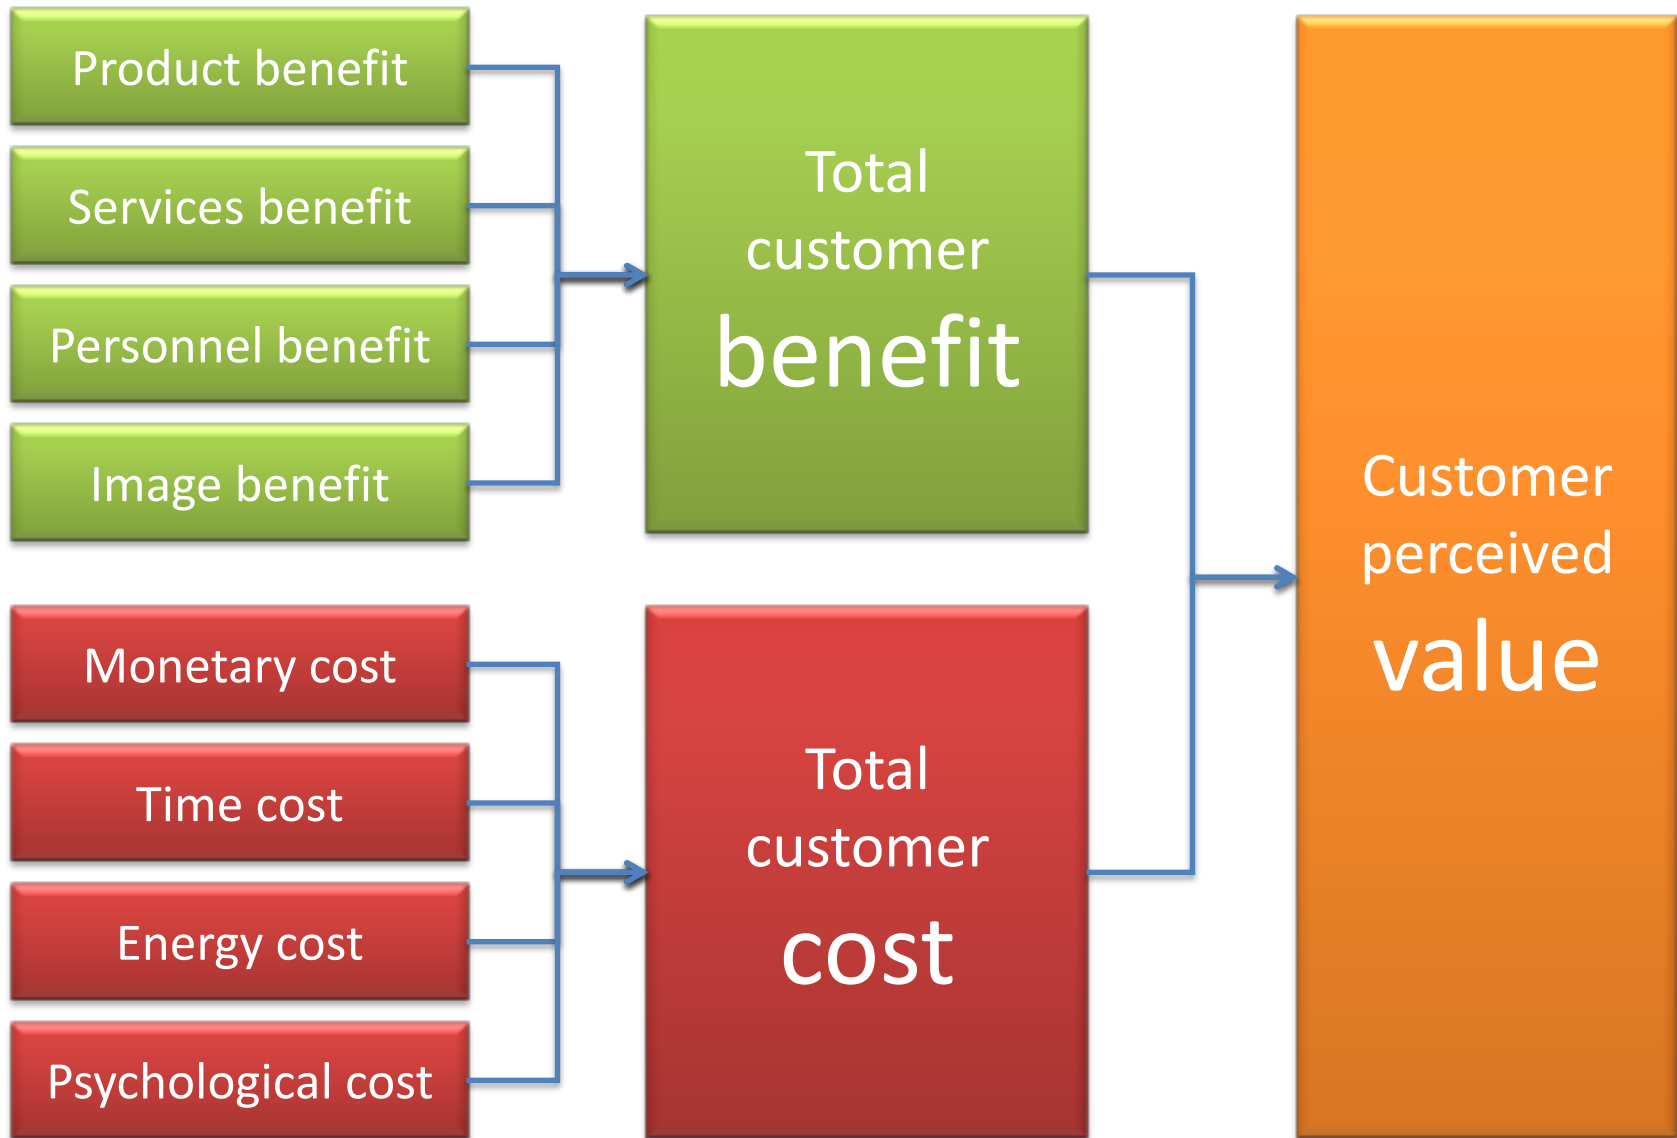 Product benefit
Services benefit
Personnel benefit
Image benefit
Total
customer
benefit
Monetary cost
Time cost
Energy cost
Psychological cost
Total
customer
cost
Customer
perceived
value